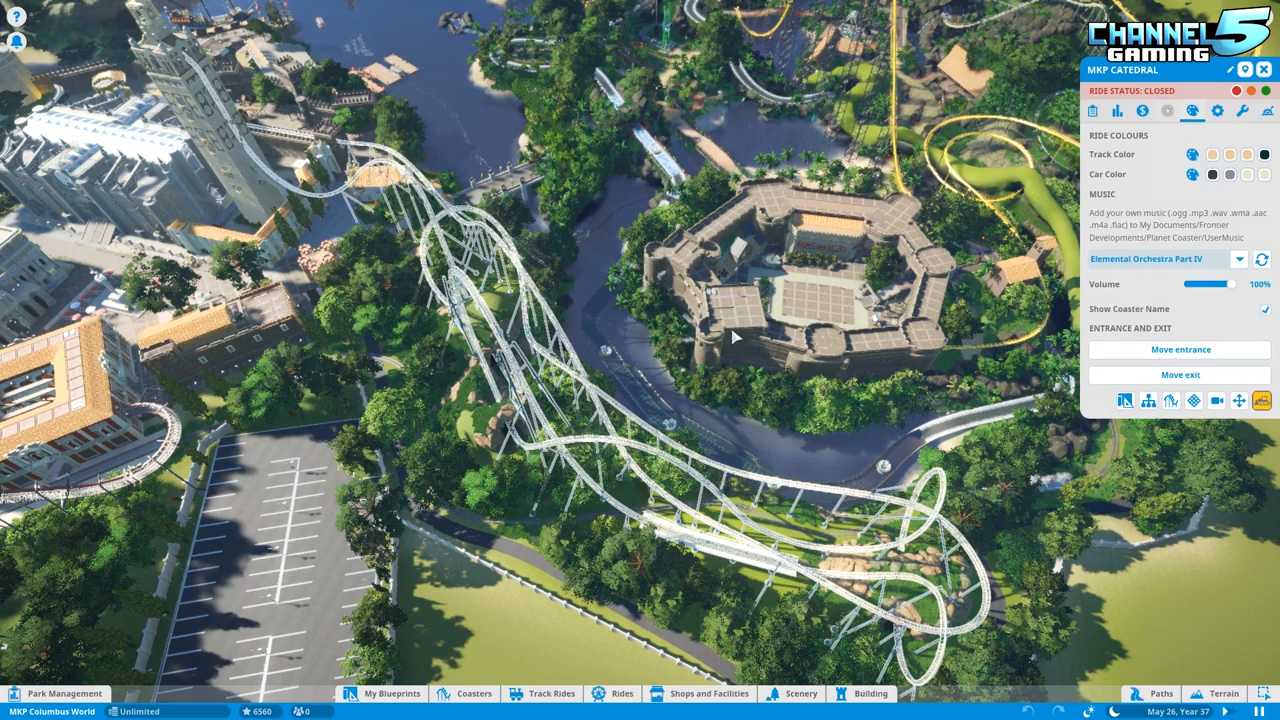 ?
CHANNEL 5
GAMING
MKP CATEDRAL
RIDE STATUS: CLOSED
RIDE COLOURS
Track Color
Car Color
MUSIC
Add your own music (.ogg .mp3 .wav .wma .aac
.m4a .flac) to My Documents/Frontier
Developments/Planet Coaster/UserMusic
Elemental Orchestra Part IV
Volume 100%
Show Coaster Name
ENTRANCE AND EXIT
Move entrance
Move exit
Park Management
My Blueprints
Coasters
Track Rides
Rides
Shops and Facilities
Scenery
Building
Paths
Terrain
MKP Columbus World
Unlimited
6560
0
May 26, Year 37